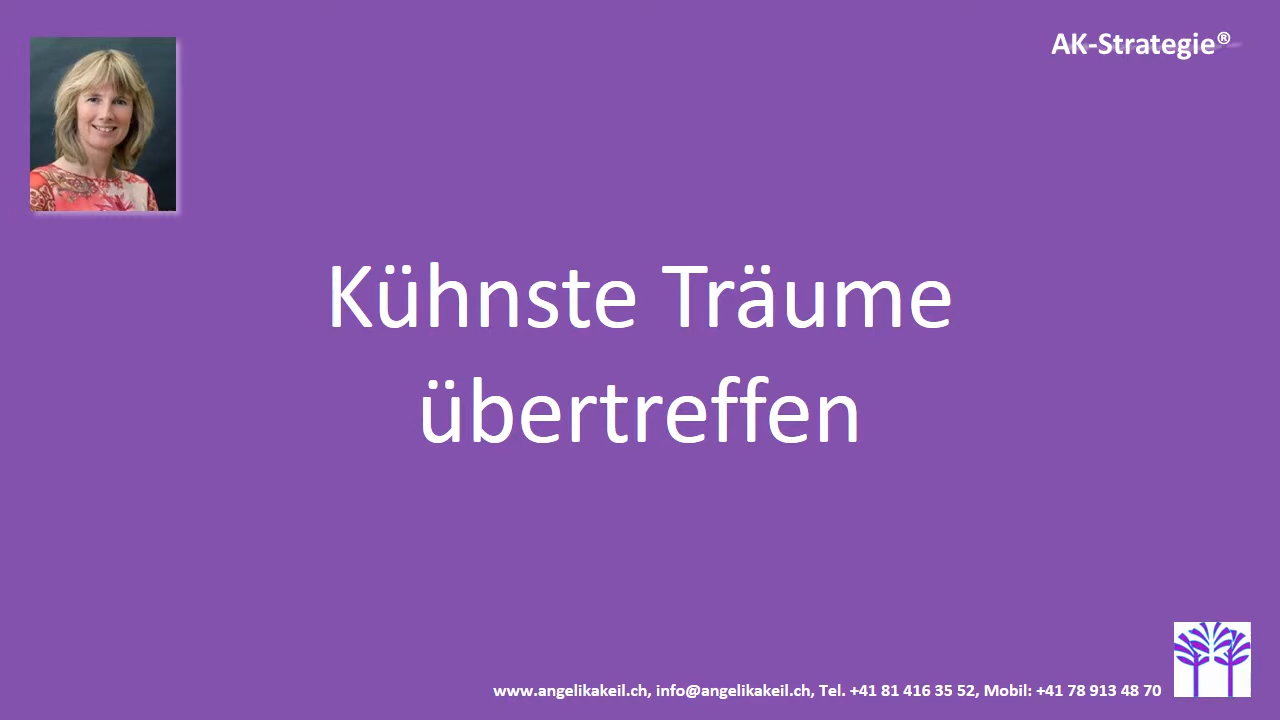 AK-Strategie®
Kühnste Träume
übertreffen
www.angelikakeil.ch, info@angelikakeil.ch, Tel. +41 81 416 35 52, Mobil: +41 78 913 48 70